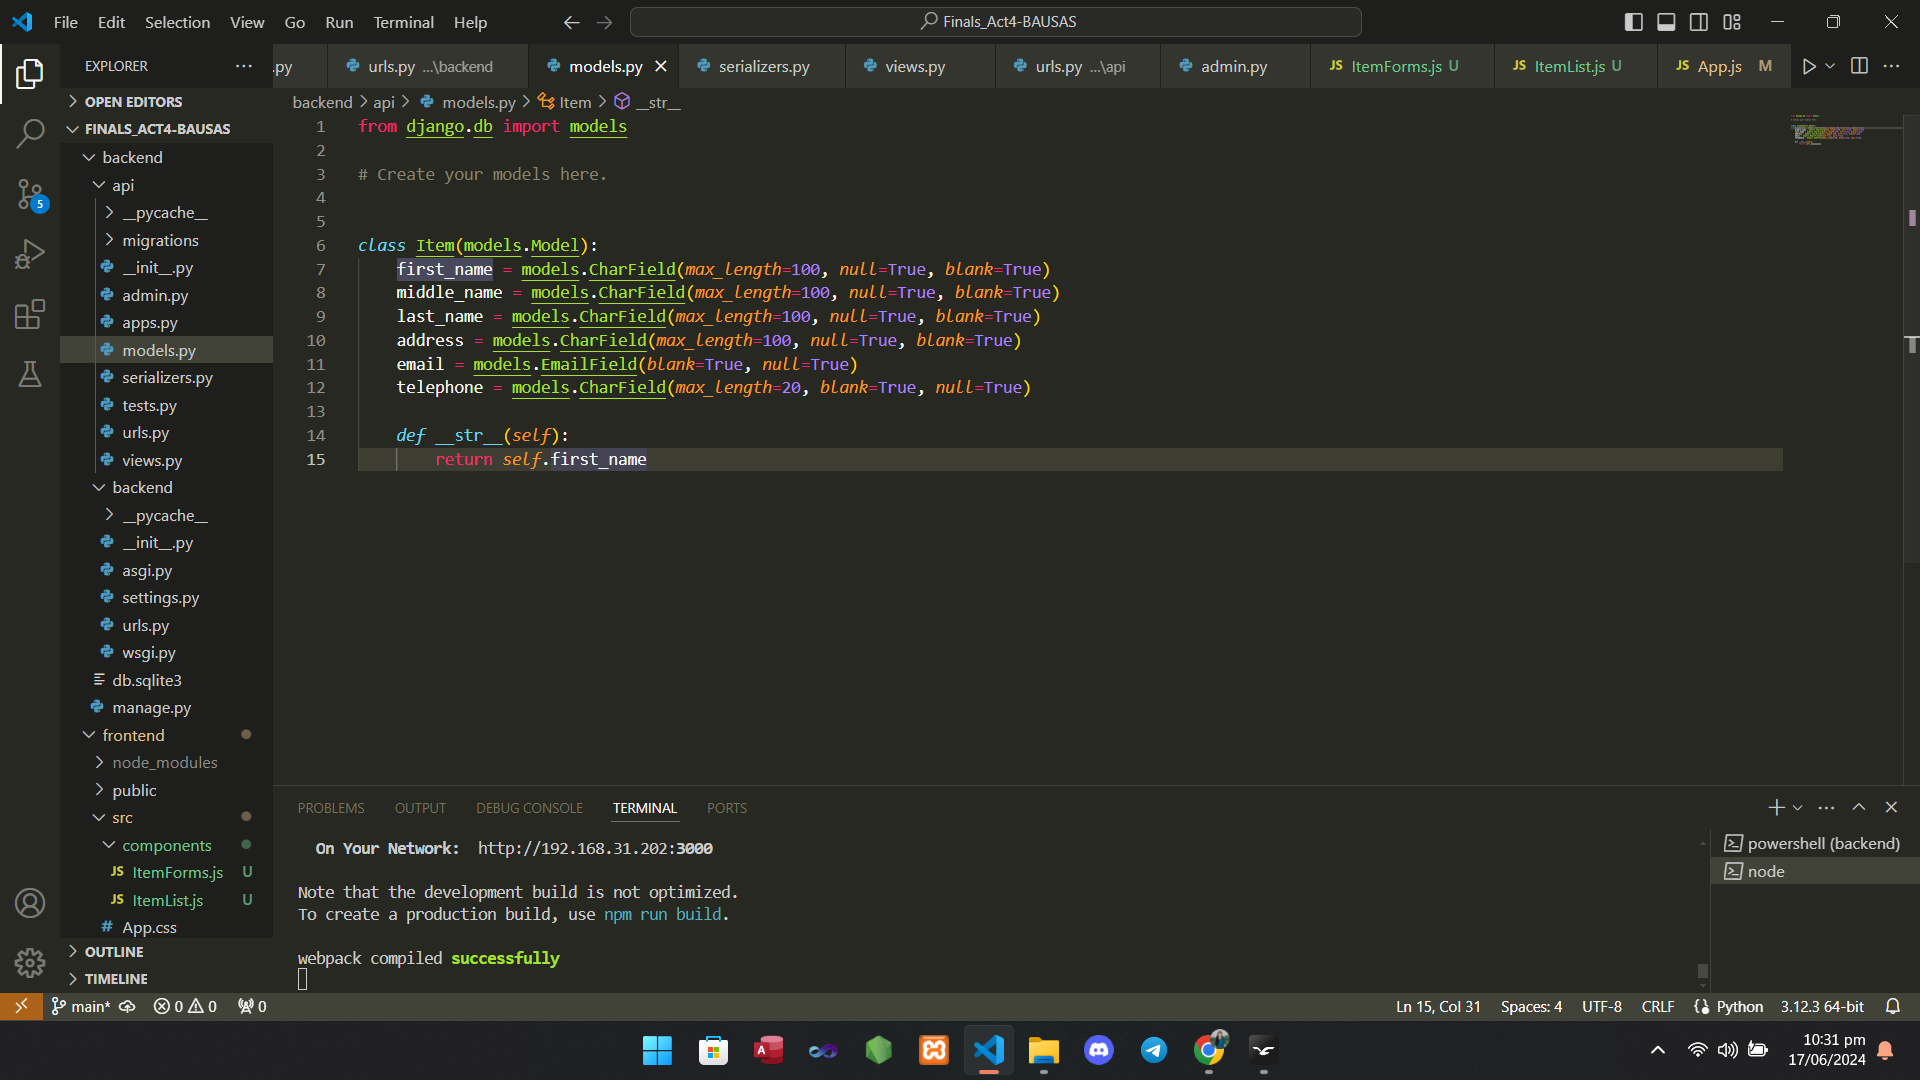 File Edit Selection View Go Run Terminal Help
Finals_Act4-BAUSAS
EXPLORER
.py
urls.py ...\backend
models.py
serializers.py
views.py
urls.py ...\api
admin.py
JS ItemForms.js U
JS ItemList.js U
JS App.js M
OPEN EDITORS
FINALS_ACT4-BAUSAS
backend
api
__pycache__
migrations
__init__.py
admin.py
apps.py
models.py
serializers.py
tests.py
urls.py
views.py
backend
__pycache__
__init__.py
asgi.py
settings.py
urls.py
wsgi.py
db.sqlite3
manage.py
frontend
node_modules
public
src
components
JS ItemForms.js U
JS ItemList.js U
# App.css
OUTLINE
TIMELINE
5
backend > api > models.py > Item > __str__
1 from django.db import models
2
3 # Create your models here.
4
5
6 class Item(models.Model):
7 first_name = models.CharField(max_length=100, null=True, blank=True)
8 middle_name = models.CharField(max_length=100, null=True, blank=True)
9 last_name = models.CharField(max_length=100, null=True, blank=True)
10 address = models.CharField(max_length=100, null=True, blank=True)
11 email = models.EmailField(blank=True, null=True)
12 telephone = models.CharField(max_length=20, blank=True, null=True)
13
14 def __str__(self):
15 return self.first_name
PROBLEMS OUTPUT DEBUG CONSOLE TERMINAL PORTS
On Your Network: http://192.168.31.202:3000
Note that the development build is not optimized.
To create a production build, use npm run build.
webpack compiled successfully
powershell (backend)
node
main* 0 0 0
Ln 15, Col 31 Spaces: 4 UTF-8 CRLF Python 3.12.3 64-bit
10:31 pm
17/06/2024